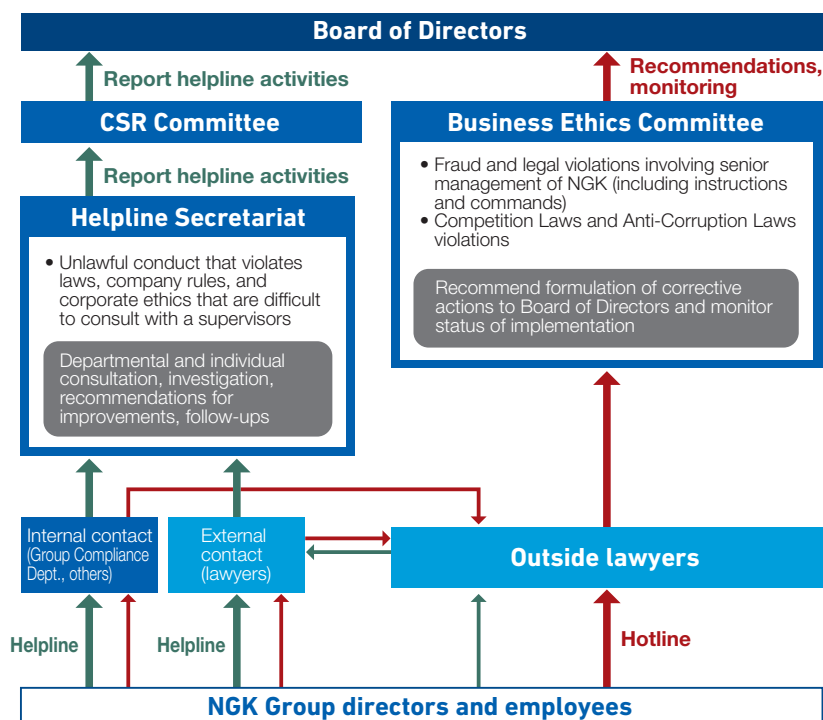 Board of Directors
Report helpline activities
Recommendations,
monitoring
CSR Committee
Report helpline activities
Helpline Secretariat
• Unlawful conduct that violates
laws, company rules, and
corporate ethics that are difficult
to consult with a supervisors
Departmental and individual
consultation, investigation,
recommendations for
improvements, follow-ups
Business Ethics Committee
• Fraud and legal violations involving senior
management of NGK (including instructions
and commands)
• Competition Laws and Anti-Corruption Laws
violations
Recommend formulation of corrective
actions to Board of Directors and monitor
status of implementation
Internal contact
(Group Compliance
Dept., others)
External
contact
(lawyers)
Outside lawyers
Helpline
Helpline
Hotline
NGK Group directors and employees